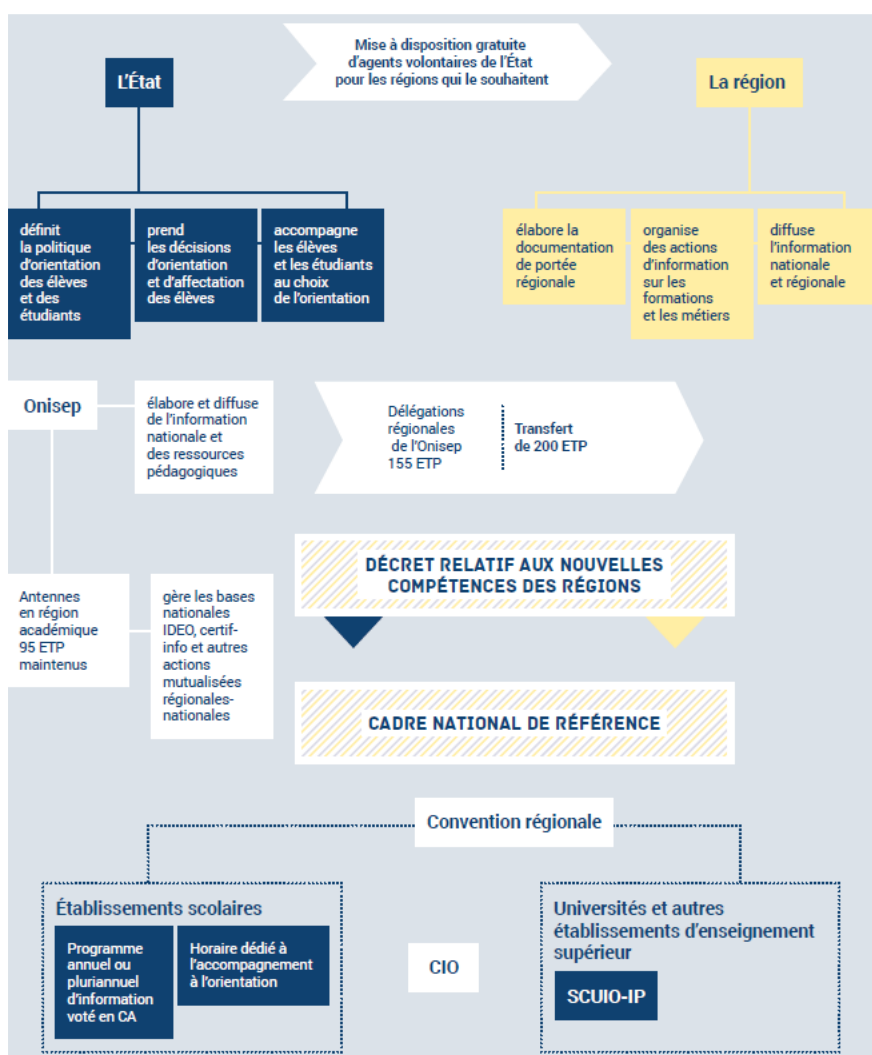 Mise à disposition gratuite
d'agents volontaires de l'État
pour les régions qui le souhaitent
L'État
La région
définit
la politique
d'orientation
des élèves
et des
étudiants
prend
les décisions
d'orientation
et d'affectation
des élèves
accompagne
les élèves
et les étudiants
au choix
de l'orientation
élabore la
documentation
de portée
régionale
organise
des actions
d'information
sur les
formations
et les métiers
diffuse
l'information
nationale
et régionale
Onisep
élabore et diffuse
de l'information
nationale et
des ressources
pédagogiques
Délégations
régionales
de l'Onisep
155 ETP
Transfert
de 200 ETP
DÉCRET RELATIF AUX NOUVELLES
COMPÉTENCES DES RÉGIONS
Antennes
en région
académique
95 ETP
maintenus
gère les bases
nationales
IDEO, certif-
info et autres
actions
mutualisées
régionales-
nationales
CADRE NATIONAL DE RÉFÉRENCE
Convention régionale
Établissements scolaires
Programme
annuel ou
pluriannuel
d'information
voté en CA
Horaire dédié à
l'accompagnement
à l'orientation
CIO
Universités et autres
établissements d'enseignement
supérieur
SCUIO-IP